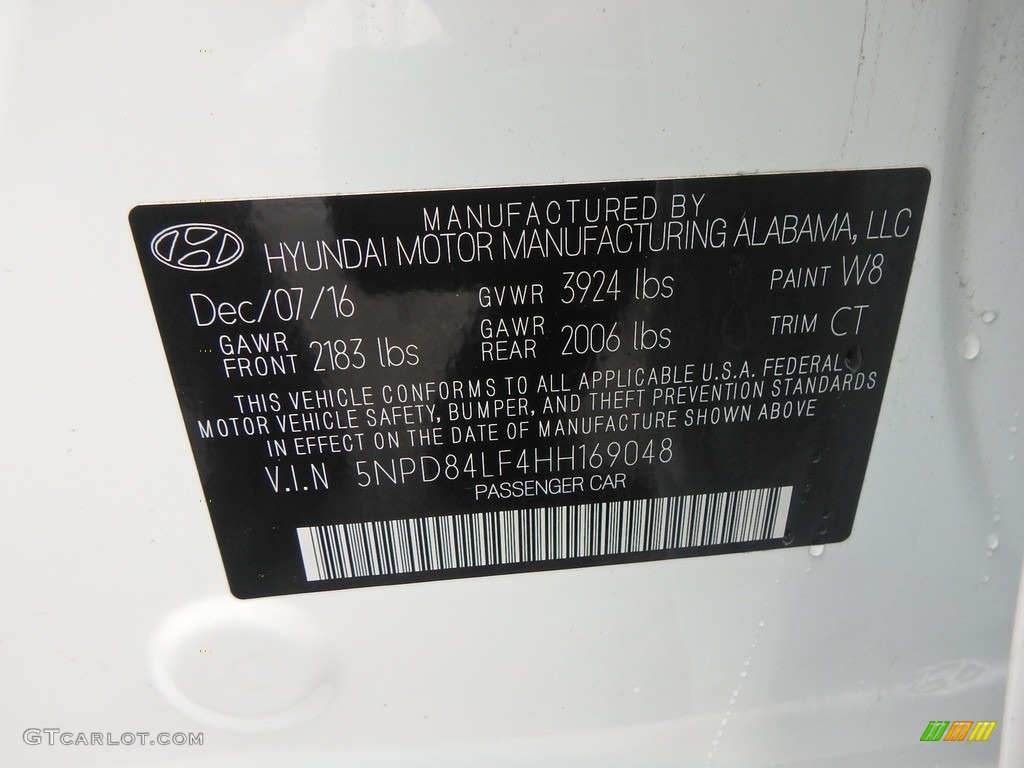 MANUFACTURED BY
HYUNDAI MOTOR MANUFACTURING ALABAMA, LLC
Dec/07/16 GVWR 3924 lbs PAINT W8
GAWR FRONT 2183 lbs GAWR REAR 2006 lbs TRIM CT
THIS VEHICLE CONFORMS TO ALL APPLICABLE U.S.A. FEDERAL
MOTOR VEHICLE SAFETY, BUMPER, AND THEFT PREVENTION STANDARDS
IN EFFECT ON THE DATE OF MANUFACTURE SHOWN ABOVE
V.I.N 5NPD84LF4HH169048
PASSENGER CAR
GTCARLOT.COM